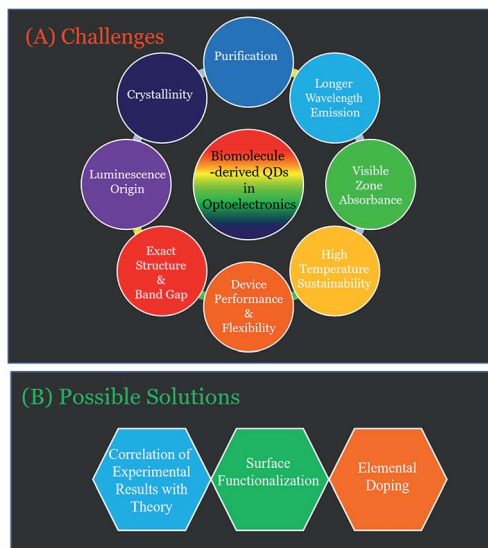 (A) Challenges
Purification
Longer
Wavelength
Emission
Visible
Zone
Absorbance
High
Temperature
Sustainability
Device
Performance
&
Flexibility
Exact
Structure
&
Band Gap
Luminescence
Origin
Crystallinity
Biomolecule
-derived QDs
in
Optoelectronics
(B) Possible Solutions
Correlation of
Experimental
Results with
Theory
Surface
Functionalization
Elemental
Doping